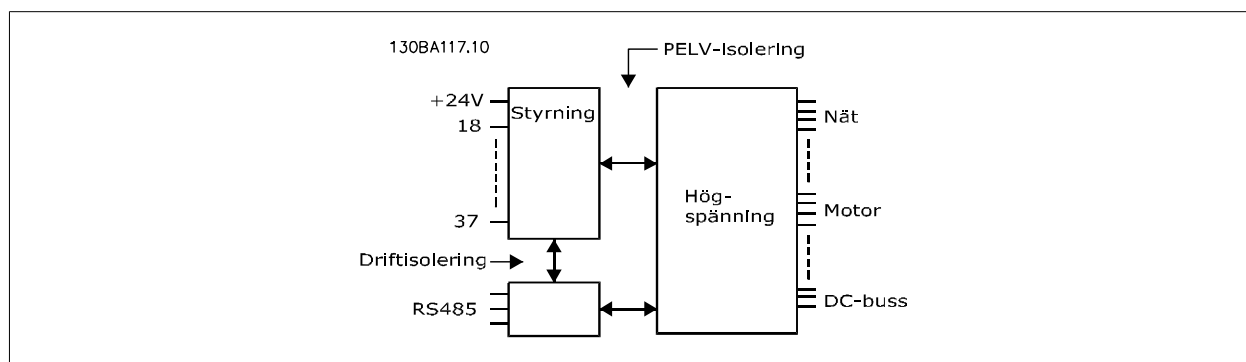 130BA117.10
PELV-isolering
+24V
Styrning
18
Nät
Hög-
spänning
37
Motor
Driftisolering
RS485
DC-buss